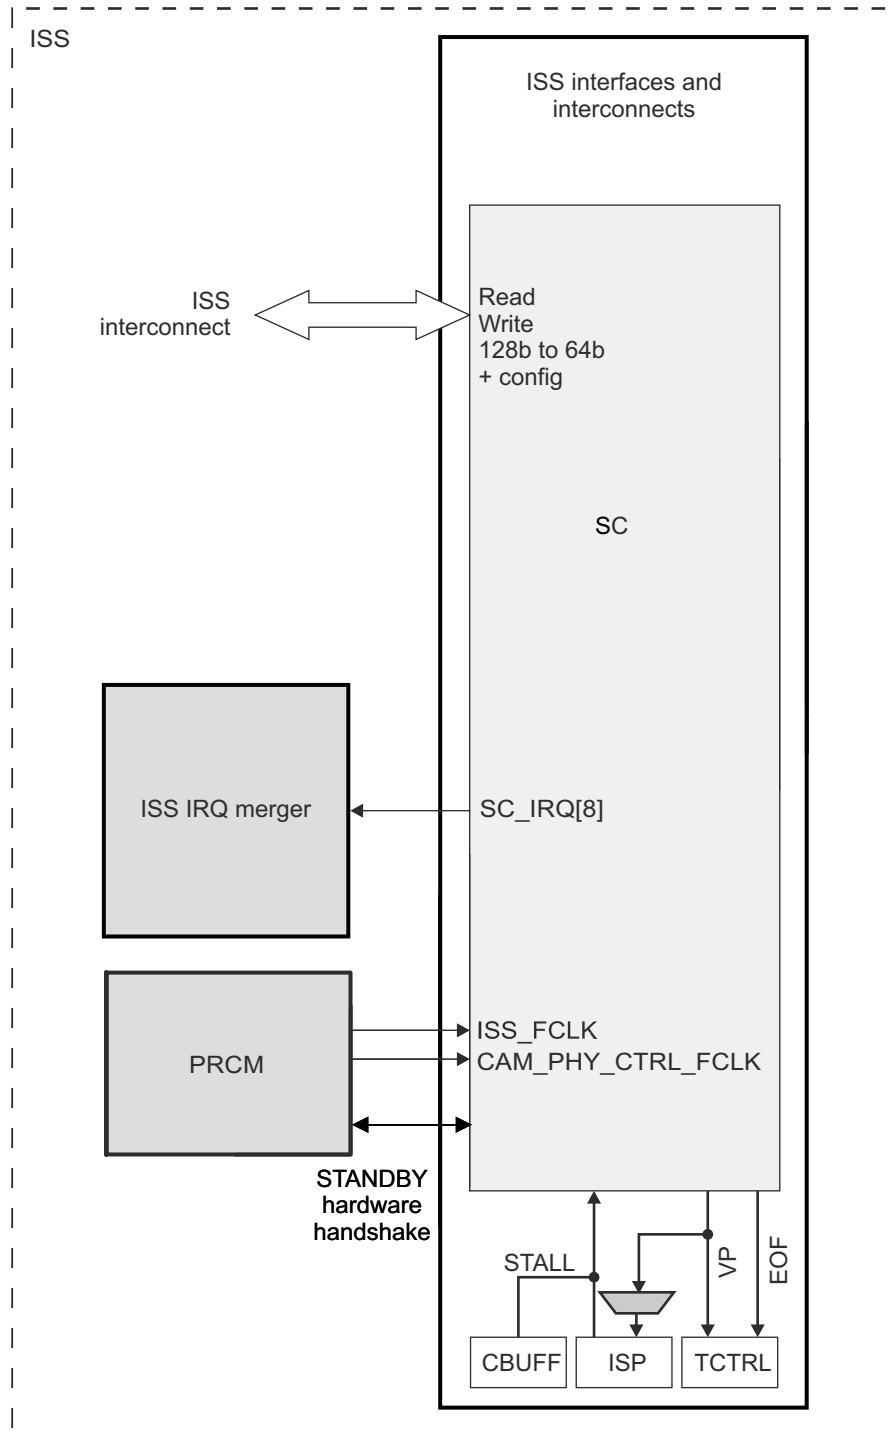 ISS
ISS interfaces and
interconnects
ISS
interconnect
Read
Write
128b to 64b
+ config
SC
ISS IRQ merger
SC_IRQ[8]
PRCM
ISS_FCLK
CAM_PHY_CTRL_FCLK
STANDBY
hardware
handshake
STALL
VP
EOF
CBUFF
ISP
TCTRL